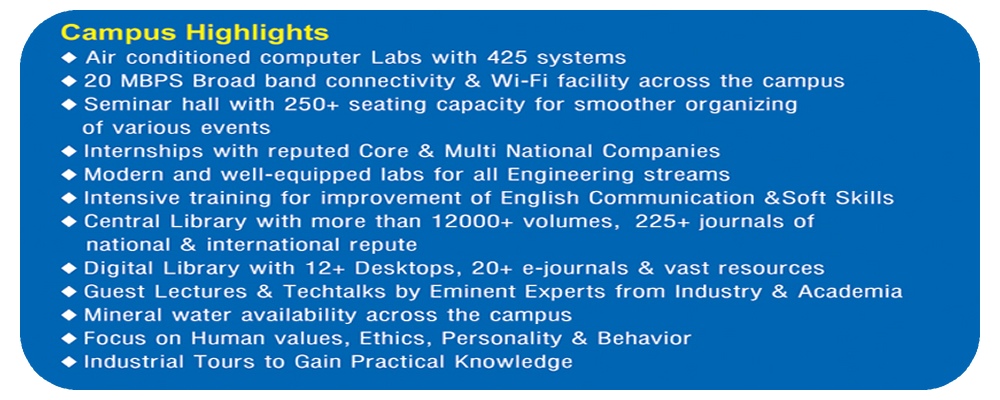 Campus Highlights
◆ Air conditioned computer Labs with 425 systems
◆ 20 MBPS Broad band connectivity & Wi-Fi facility across the campus
◆ Seminar hall with 250+ seating capacity for smoother organizing
of various events
◆ Internships with reputed Core & Multi National Companies
◆ Modern and well-equipped labs for all Engineering streams
◆ Intensive training for improvement of English Communication &Soft Skills
◆ Central Library with more than 12000+ volumes, 225+ journals of
national & international repute
◆ Digital Library with 12+ Desktops, 20+ e-journals & vast resources
◆ Guest Lectures & Techtalks by Eminent Experts from Industry & Academia
◆ Mineral water availability across the campus
◆ Focus on Human values, Ethics, Personality & Behavior
◆ Industrial Tours to Gain Practical Knowledge